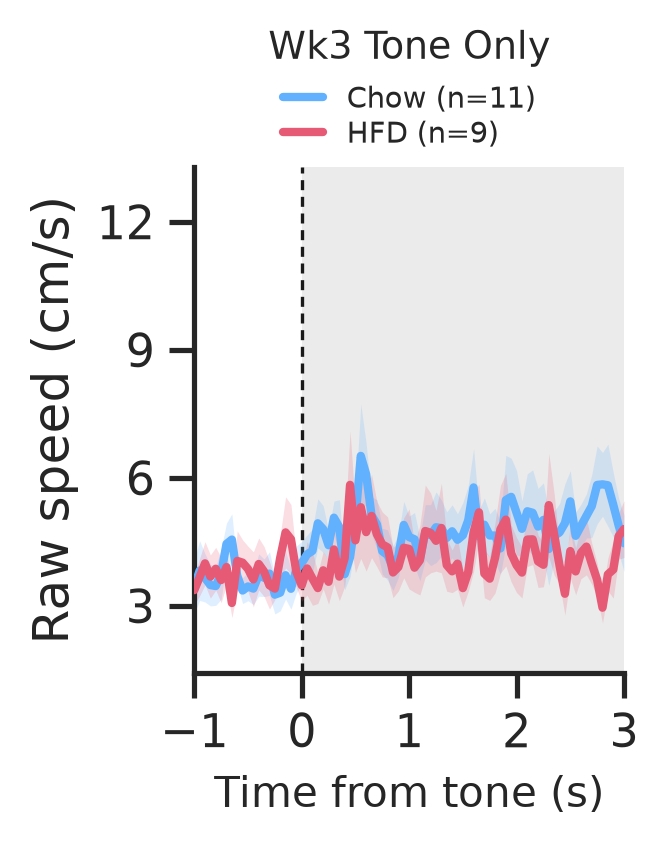 Wk3 Tone Only
Chow (n=11)
HFD (n=9)
Raw speed (cm/s)
12
9
6
3
−1 0 1 2 3
Time from tone (s)